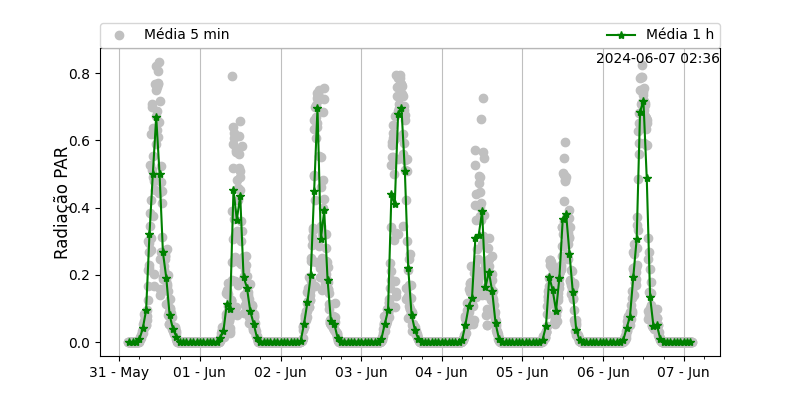 Média 5 min
Média 1 h
2024-06-07 02:36
Radiação PAR
0.8
0.6
0.4
0.2
0.0
31 - May
01 - Jun
02 - Jun
03 - Jun
04 - Jun
05 - Jun
06 - Jun
07 - Jun